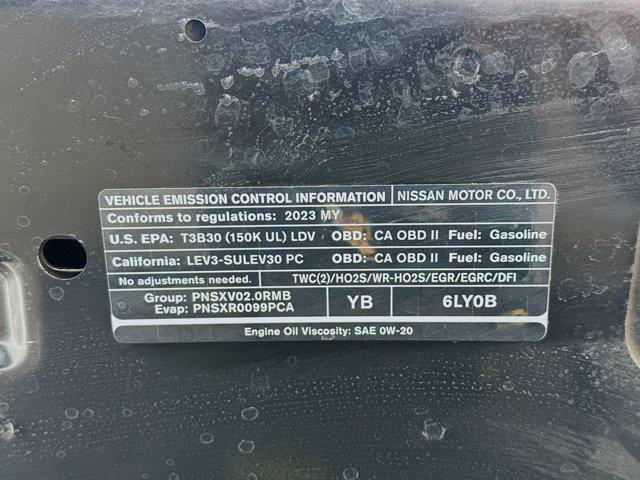 VEHICLE EMISSION CONTROL INFORMATION NISSAN MOTOR CO., LTD.
Conforms to regulations: 2023 MY
U.S. EPA: T3B30 (150K UL) LDV OBD: CA OBD II Fuel: Gasoline
California: LEV3-SULEV30 PC OBD: CA OBD II Fuel: Gasoline
No adjustments needed. TWC(2)/HO2S/WR-HO2S/EGR/EGRC/DFI
Group: PNSXV02.0RMB
Evap: PNSXR0099PCA
YB
6LY0B
Engine Oil Viscosity: SAE 0W-20